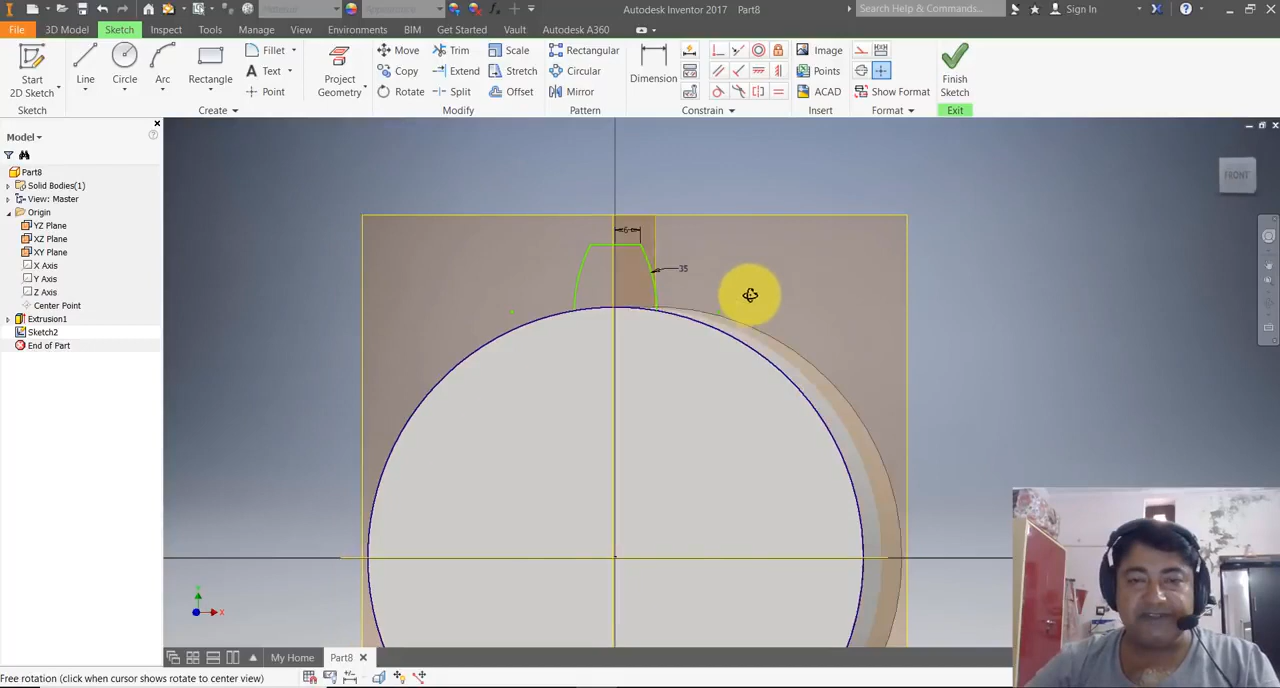 Material
Appearance
Autodesk Inventor 2017 Part8
Search Help & Commands...
Sign In
File
3D Model
Sketch
Inspect
Tools
Manage
View
Environments
BIM
Get Started
Vault
Autodesk A360
Start
2D Sketch
Line
Circle
Arc
Rectangle
Fillet
Text
Point
Project
Geometry
Move
Copy
Rotate
Trim
Extend
Split
Scale
Stretch
Offset
Rectangular
Circular
Mirror
Dimension
Image
Points
ACAD
Show Format
Finish
Sketch
Sketch
Create
Modify
Pattern
Constrain
Insert
Format
Exit
Model
Part8
Solid Bodies(1)
View: Master
Origin
YZ Plane
XZ Plane
XY Plane
X Axis
Y Axis
Z Axis
Center Point
Extrusion1
Sketch2
End of Part
FRONT
6
35
X
My Home
Part8
Free rotation (click when cursor shows rotate to center view)